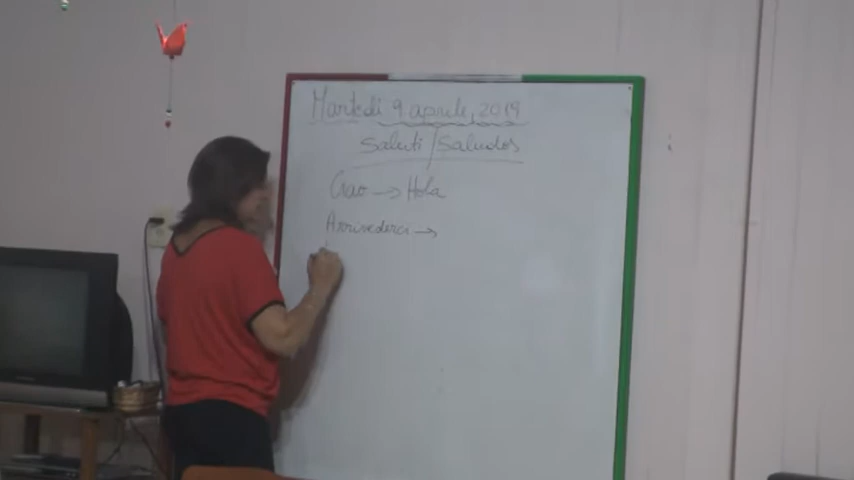 Martedì 9 aprile, 2019
Saluti / Saludos
Ciao → Hola
Arrivederci →